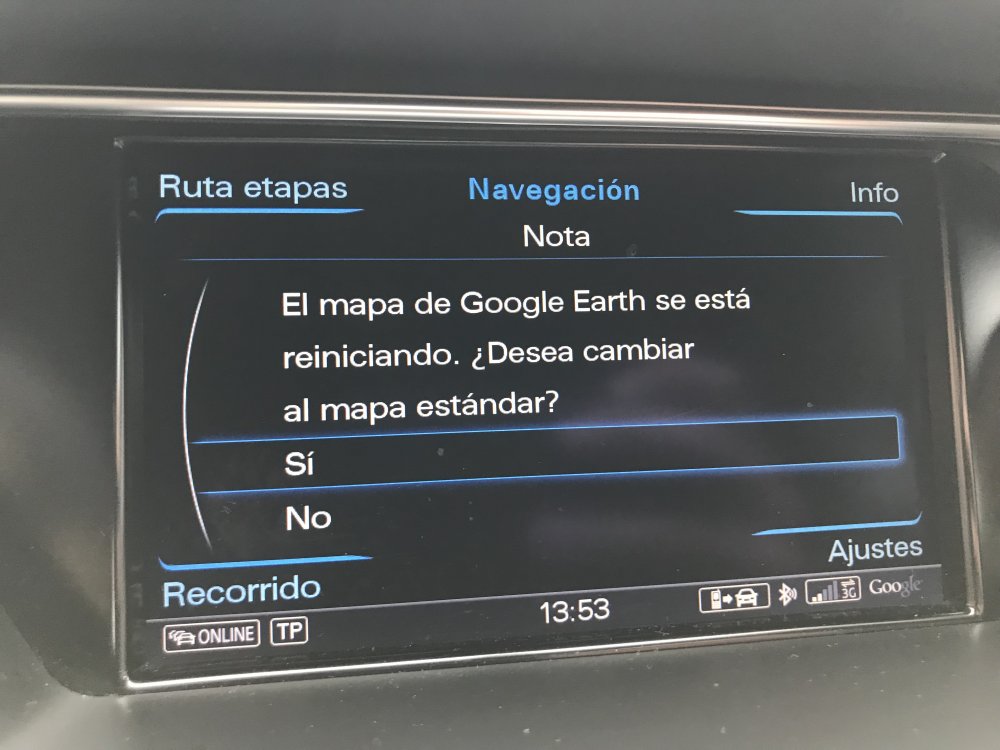 Ruta etapas
Navegación
Info
Nota
El mapa de Google Earth se está
reiniciando. ¿Desea cambiar
al mapa estándar?
Sí
No
Ajustes
Recorrido
ONLINE
TP
13:53
3G
Google